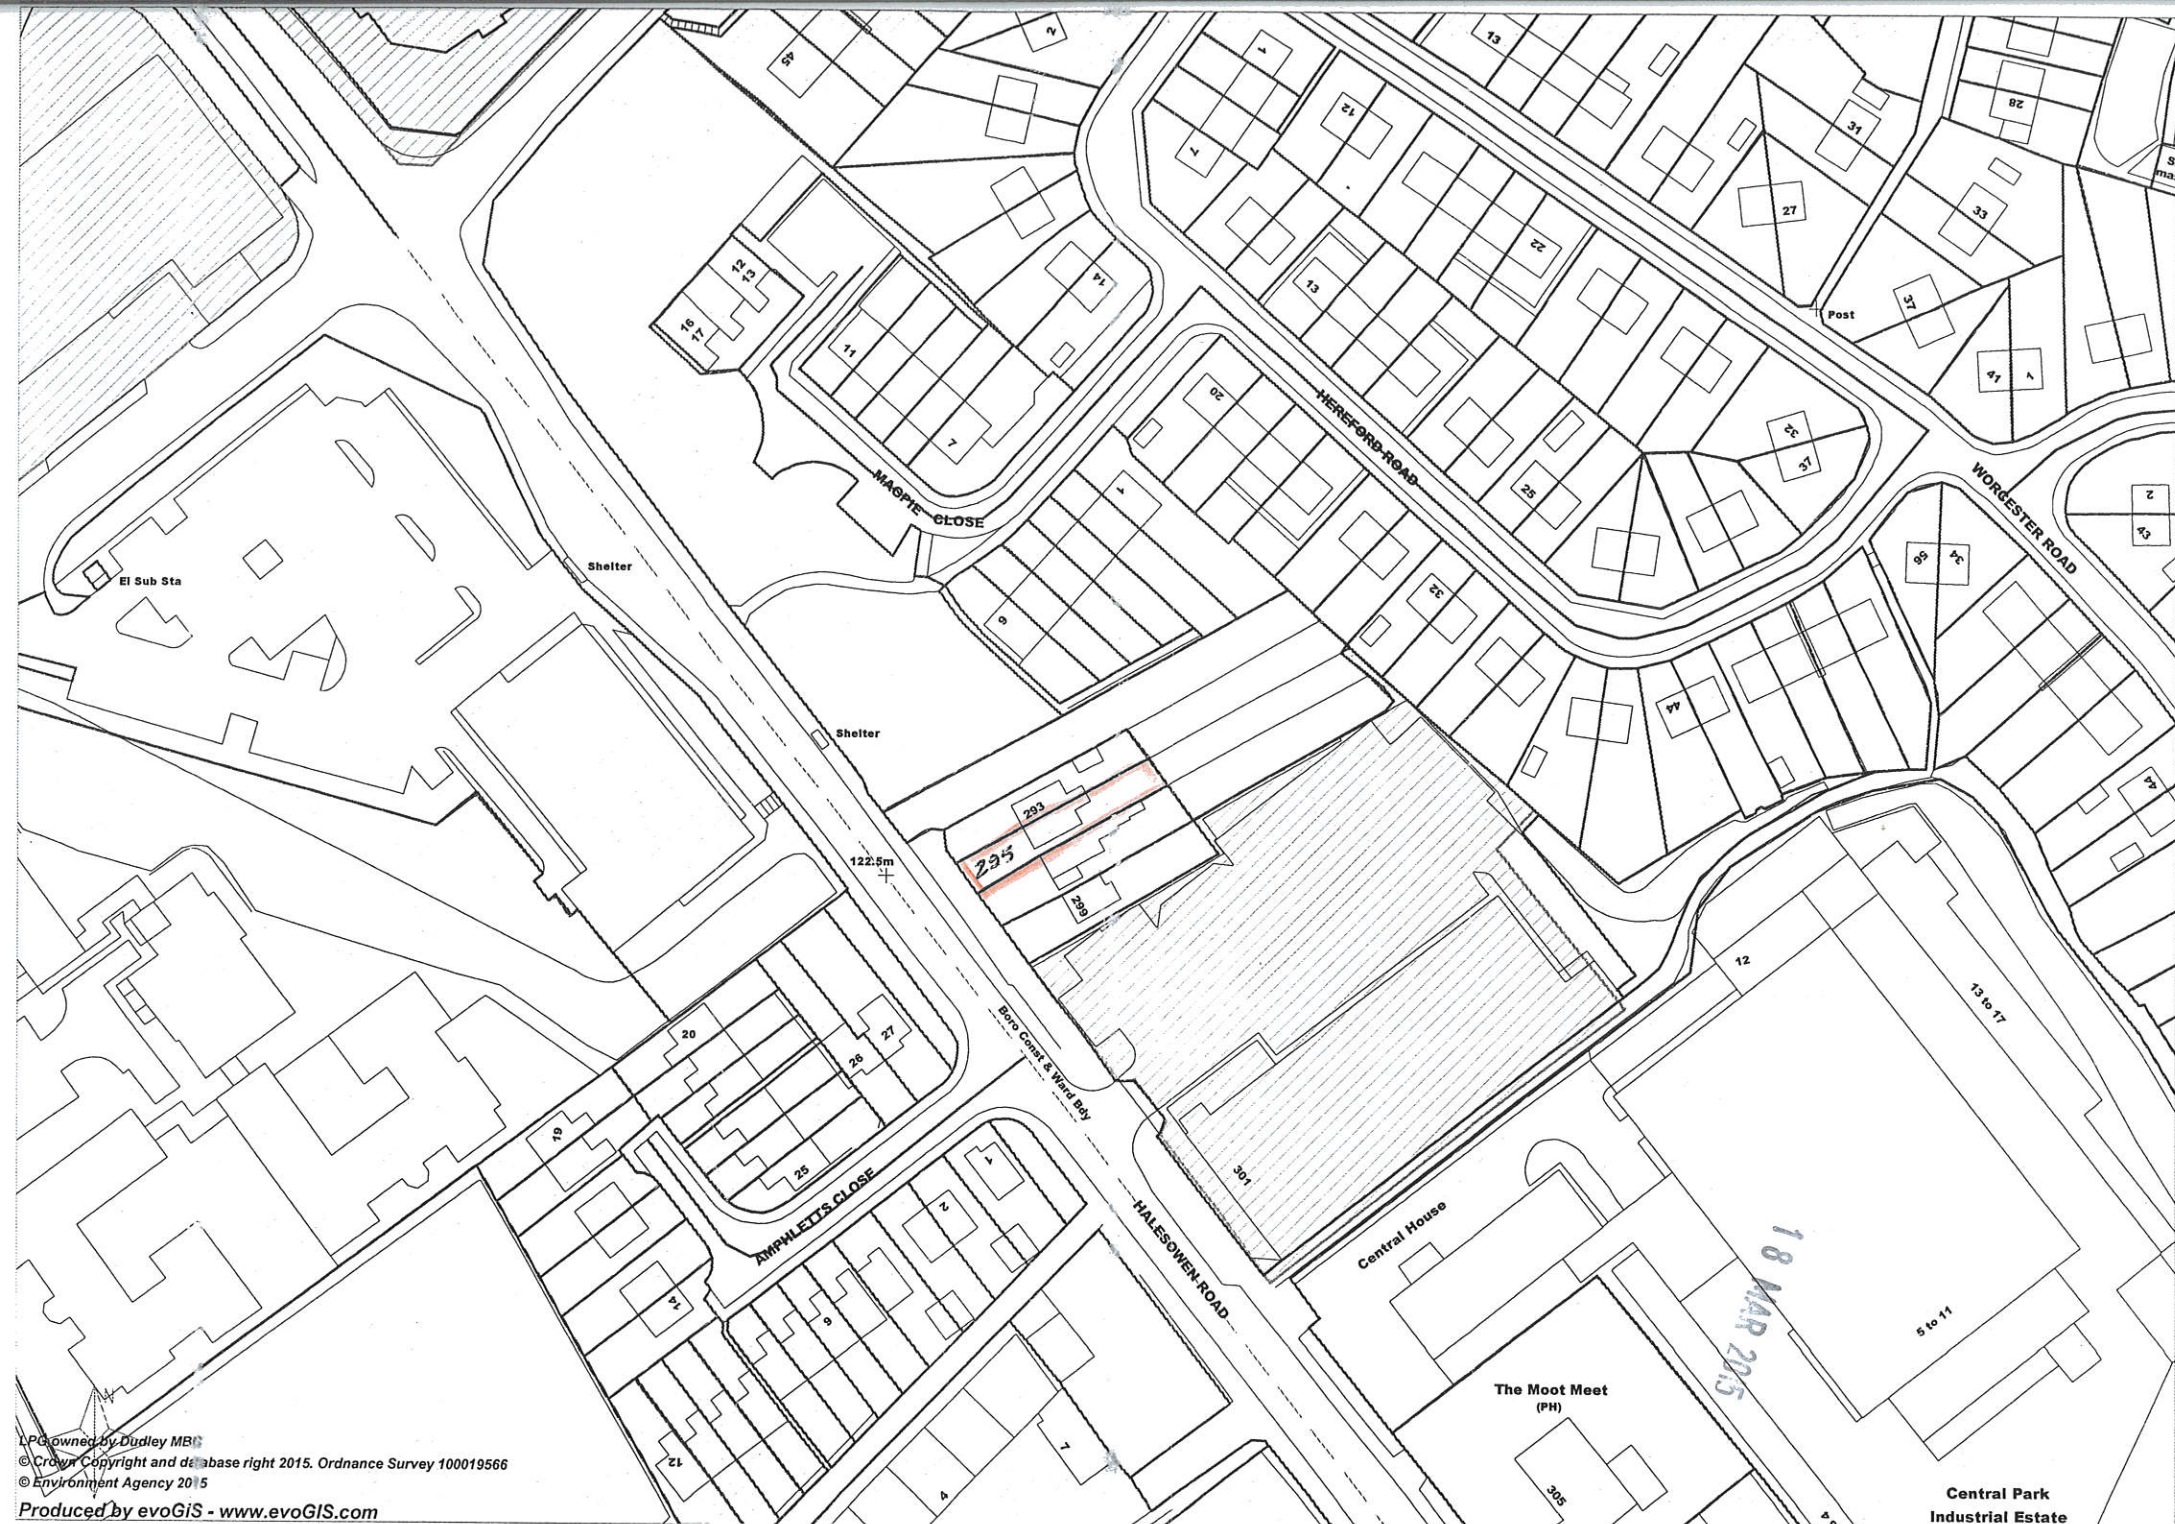 45
2
1
13
12
7
31
28
27
33
14
22
13
12
13
16
17
11
7
Post
37
41
1
20
HEREFORD ROAD
32
37
25
MAGPIE CLOSE
1
WORCESTER ROAD
2
43
Shelter
El Sub Sta
6
32
56
34
44
Shelter
44
293
295
122.5m
299
12
13 to 17
20
27
26
Boro Const & Ward Bdy
19
25
1
2
AMPHLETTS CLOSE
301
HALESOWEN ROAD
Central House
18 MAR 2015
14
5 to 11
The Moot Meet
(PH)
12
7
4
305
LPG owned by Dudley MBC
© Crown Copyright and database right 2015. Ordnance Survey 100019566
© Environment Agency 2015
Produced by evoGiS - www.evoGIS.com
Central Park
Industrial Estate